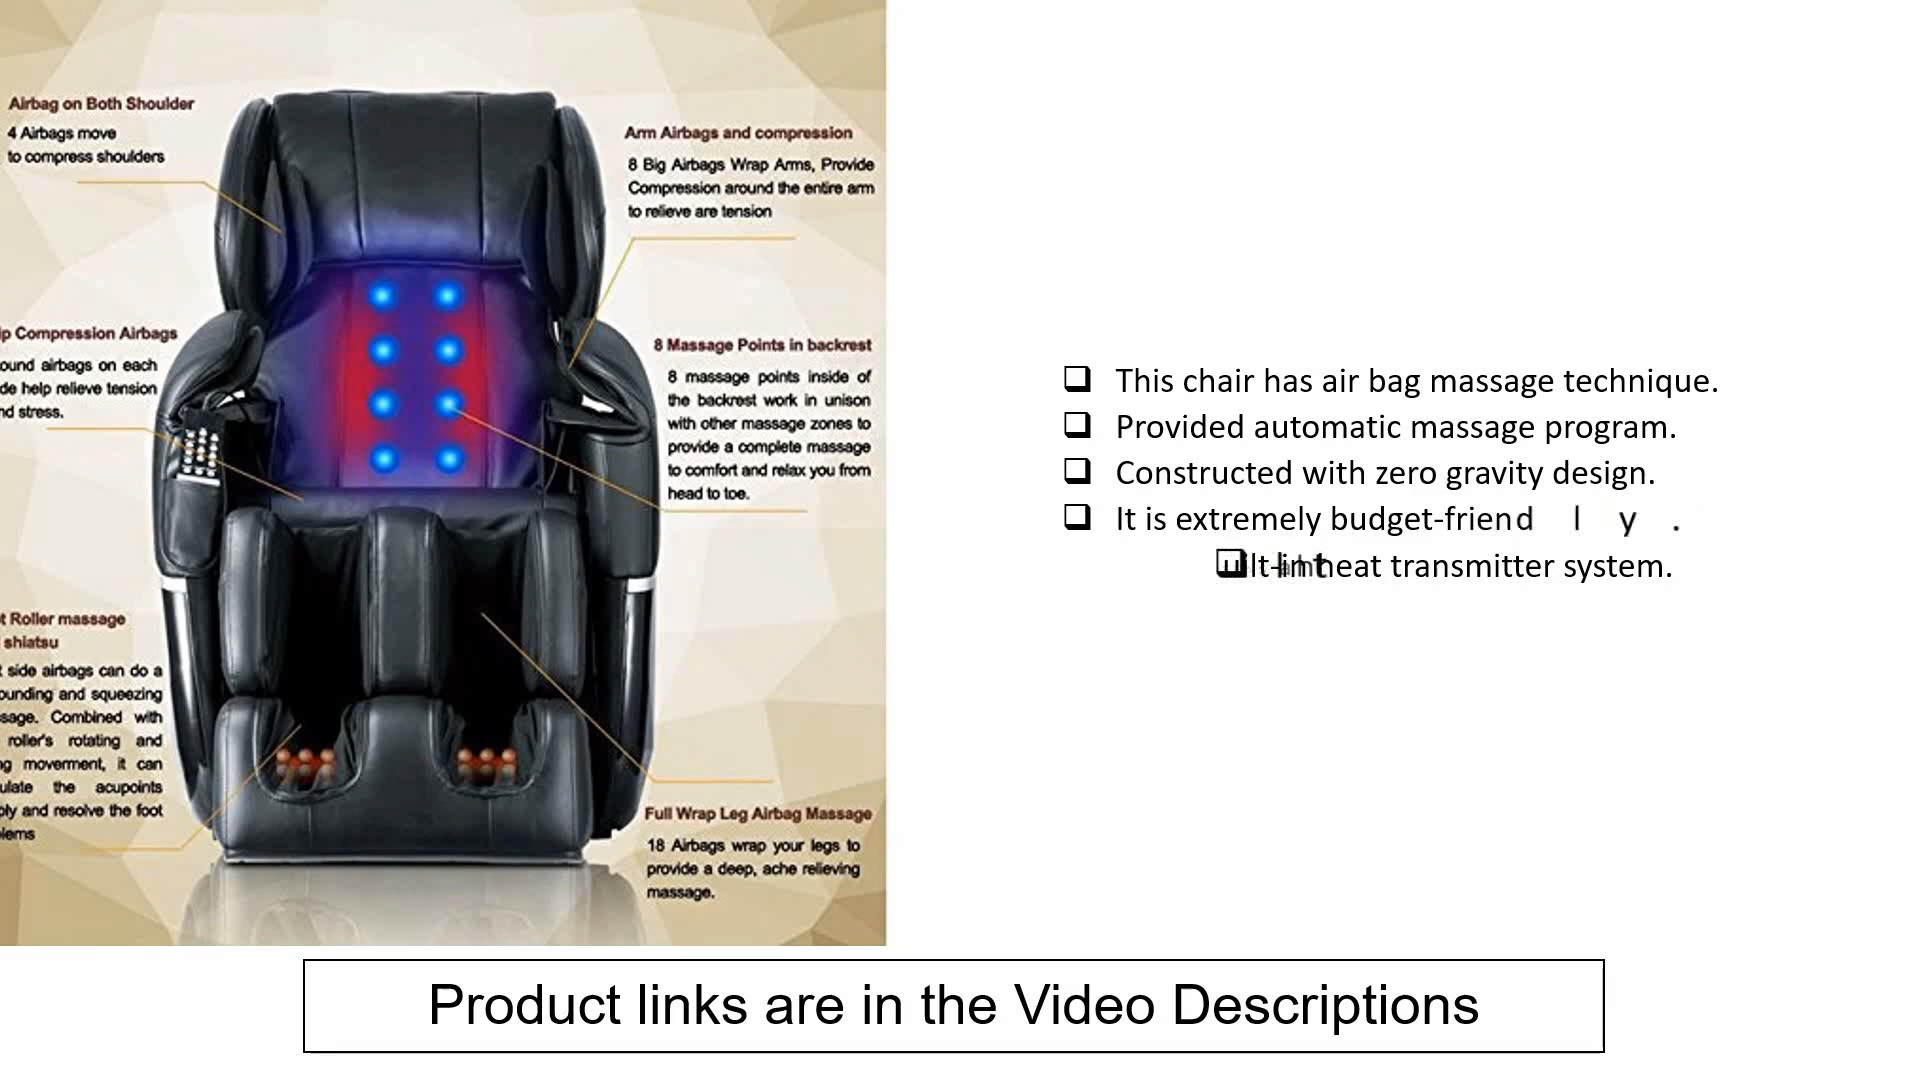 Airbag on Both Shoulder
4 Airbags move
to compress shoulders
Arm Airbags and compression
8 Big Airbags Wrap Arms, Provide
Compression around the entire arm
to relieve are tension
ip Compression Airbags
ound airbags on each
de help relieve tension
nd stress.
8 Massage Points in backrest
8 massage points inside of
the backrest work in unison
with other massage zones to
provide a complete massage
to comfort and relax you from
head to toe.
t Roller massage
shiatsu
t side airbags can do a
ounding and squeezing
sage. Combined with
roller's rotating and
ng moverment, it can
ulate the acupoints
ply and resolve the foot
lems
Full Wrap Leg Airbag Massage
18 Airbags wrap your legs to
provide a deep, ache relieving
massage.
This chair has air bag massage technique.
Provided automatic massage program.
Constructed with zero gravity design.
It is extremely budget-friendly.
heat transmitter system.
Product links are in the Video Descriptions